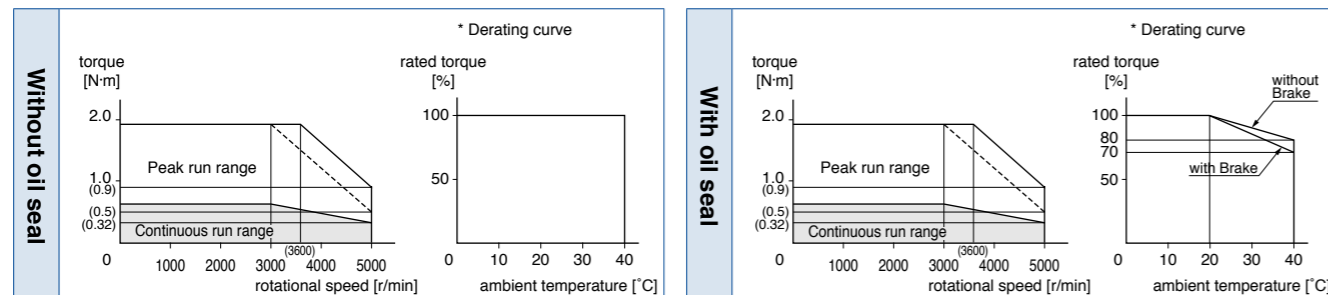 Without oil seal
* Derating curve
torque
[N·m]
2.0
1.0
(0.9)
(0.5)
(0.32)
0
Peak run range
Continuous run range
(3600)
1000 2000 3000 4000 5000
rotational speed [r/min]
rated torque
[%]
100
50
0 10 20 30 40
ambient temperature [˚C]
With oil seal
* Derating curve
torque
[N·m]
2.0
1.0
(0.9)
(0.5)
(0.32)
0
Peak run range
Continuous run range
(3600)
1000 2000 3000 4000 5000
rotational speed [r/min]
rated torque
[%]
without
Brake
100
80
70
50
with Brake
0 10 20 30 40
ambient temperature [˚C]